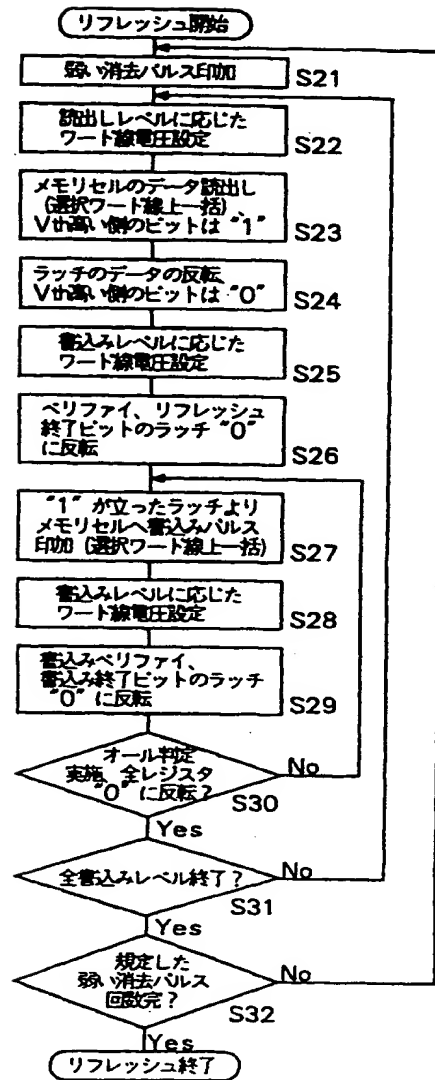 リフレッシュ開始
弱い消去パルス印加
S21
読出しレベルに応じた
ワード線電圧設定
S22
メモリセルのデータ読出し
(選択ワード線上一括)
Vth高い側のビットは "1"
S23
ラッチのデータの反転
Vth高い側のビットは "0"
S24
書込みレベルに応じた
ワード線電圧設定
S25
ベリファイ、リフレッシュ
終了ビットのラッチ "0"
に反転
S26
"1" が立ったラッチより
メモリセルへ書込みパルス
印加 (選択ワード線上一括)
S27
書込みレベルに応じた
ワード線電圧設定
S28
書込みベリファイ、
書込み終了ビットのラッチ
"0" に反転
S29
オール判定
実施、全レジスタ
"0" に反転?
No
S30
Yes
全書込みレベル終了?
No
S31
Yes
規定した
弱い消去パルス
回数完?
No
S32
Yes
リフレッシュ終了